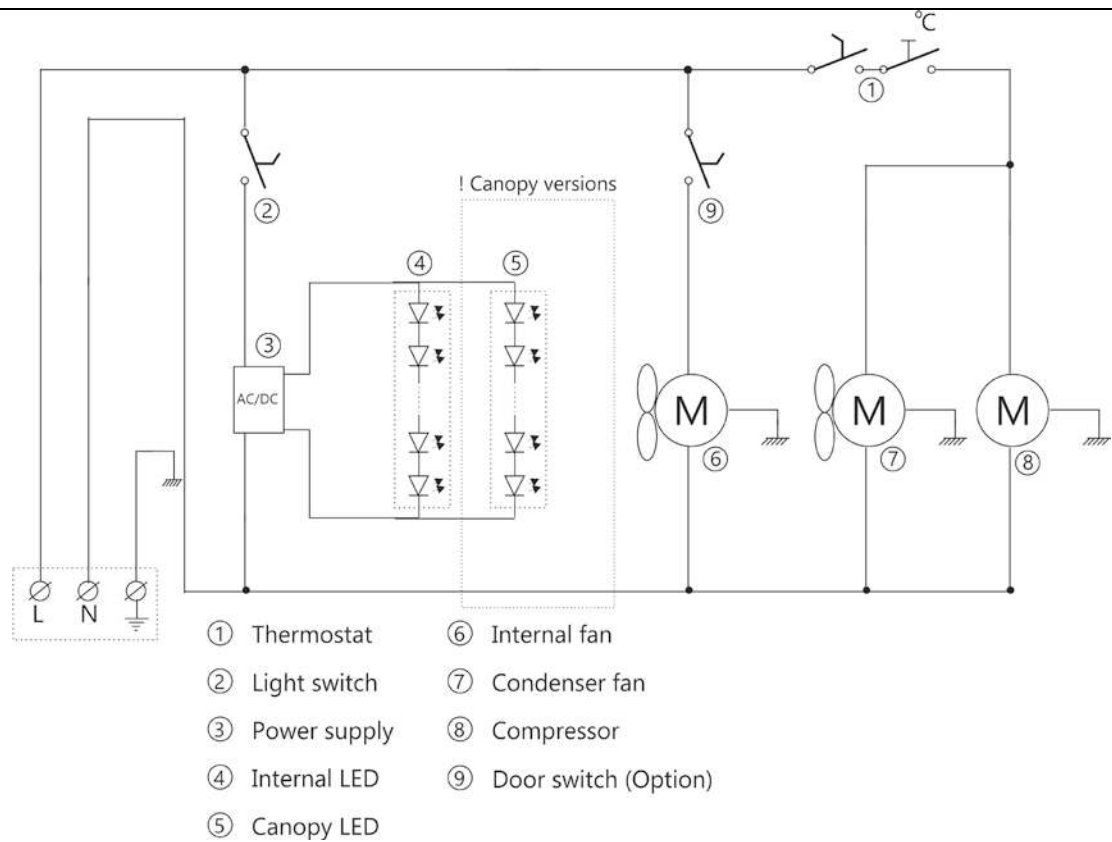 °C
①
② ⑨
! Canopy versions
④ ⑤
③
AC/DC
M M M
⑥ ⑦ ⑧
L N
① Thermostat
② Light switch
③ Power supply
④ Internal LED
⑤ Canopy LED
⑥ Internal fan
⑦ Condenser fan
⑧ Compressor
⑨ Door switch (Option)